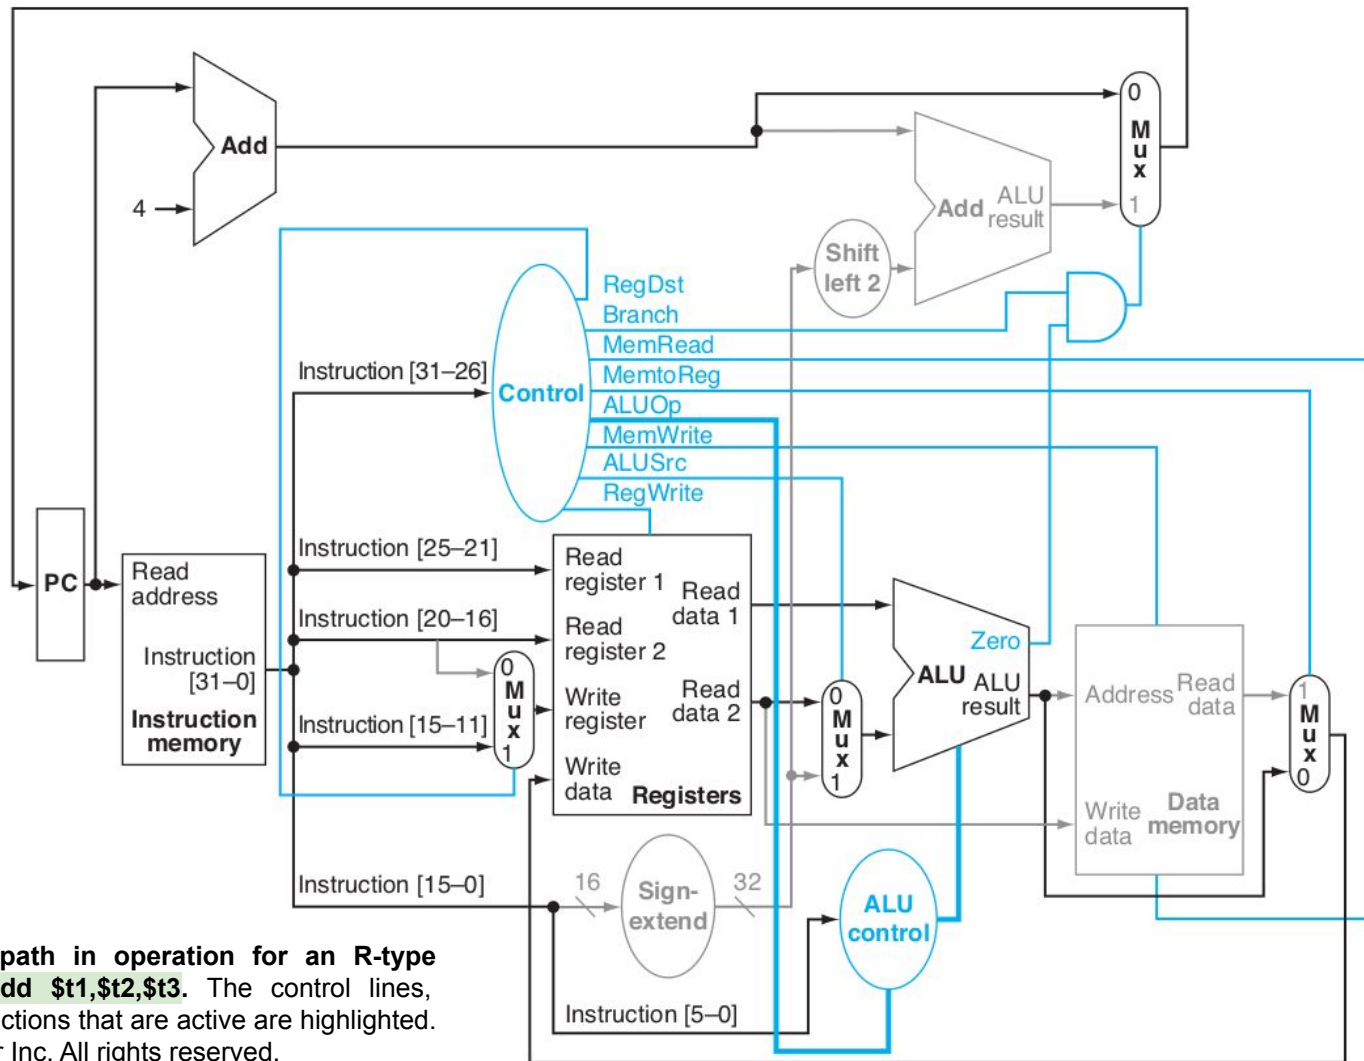 Add
4
0
M
u
x
1
Add ALU
result
Shift
left 2
RegDst
Branch
MemRead
MemtoReg
ALUOp
MemWrite
ALUSrc
RegWrite
Control
Instruction [31–26]
Instruction [25–21]
Instruction [20–16]
Instruction [15–11]
Instruction [15–0]
Instruction [5–0]
PC
Read
address
Instruction
[31–0]
Instruction
memory
0
M
u
x
1
Read
register 1
Read
register 2
Write
register
Write
data
Read
data 1
Read
data 2
Registers
0
M
u
x
1
Zero
ALU
ALU
result
Address
Read
data
Write
data
Data
memory
1
M
u
x
0
16
Sign-
extend
32
ALU
control
path in operation for an R-type
dd $t1,$t2,$t3. The control lines,
ctions that are active are highlighted.
r Inc. All rights reserved.